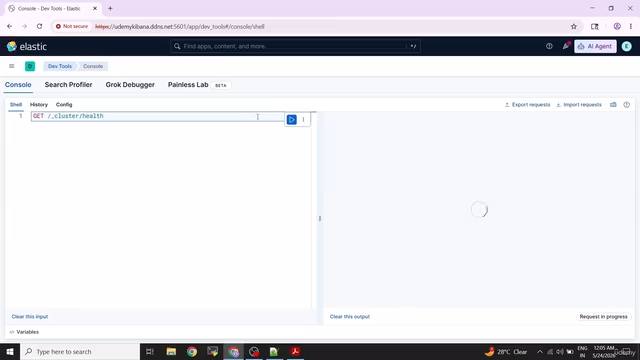 Console - Dev Tools - Elastic
Not secure https://udemykibana.ddns.net:5601/app/dev_tools#/console/shell
elastic
Find apps, content, and more.
AI Agent
E
D
Dev Tools
Console
Console
Search Profiler
Grok Debugger
Painless Lab
BETA
Shell
History
Config
Export requests
Import requests
1
GET /_cluster/health
Clear this input
Clear this output
Request in progress
Variables
Type here to search
28°C Clear
ENG
IN
12:05 AM